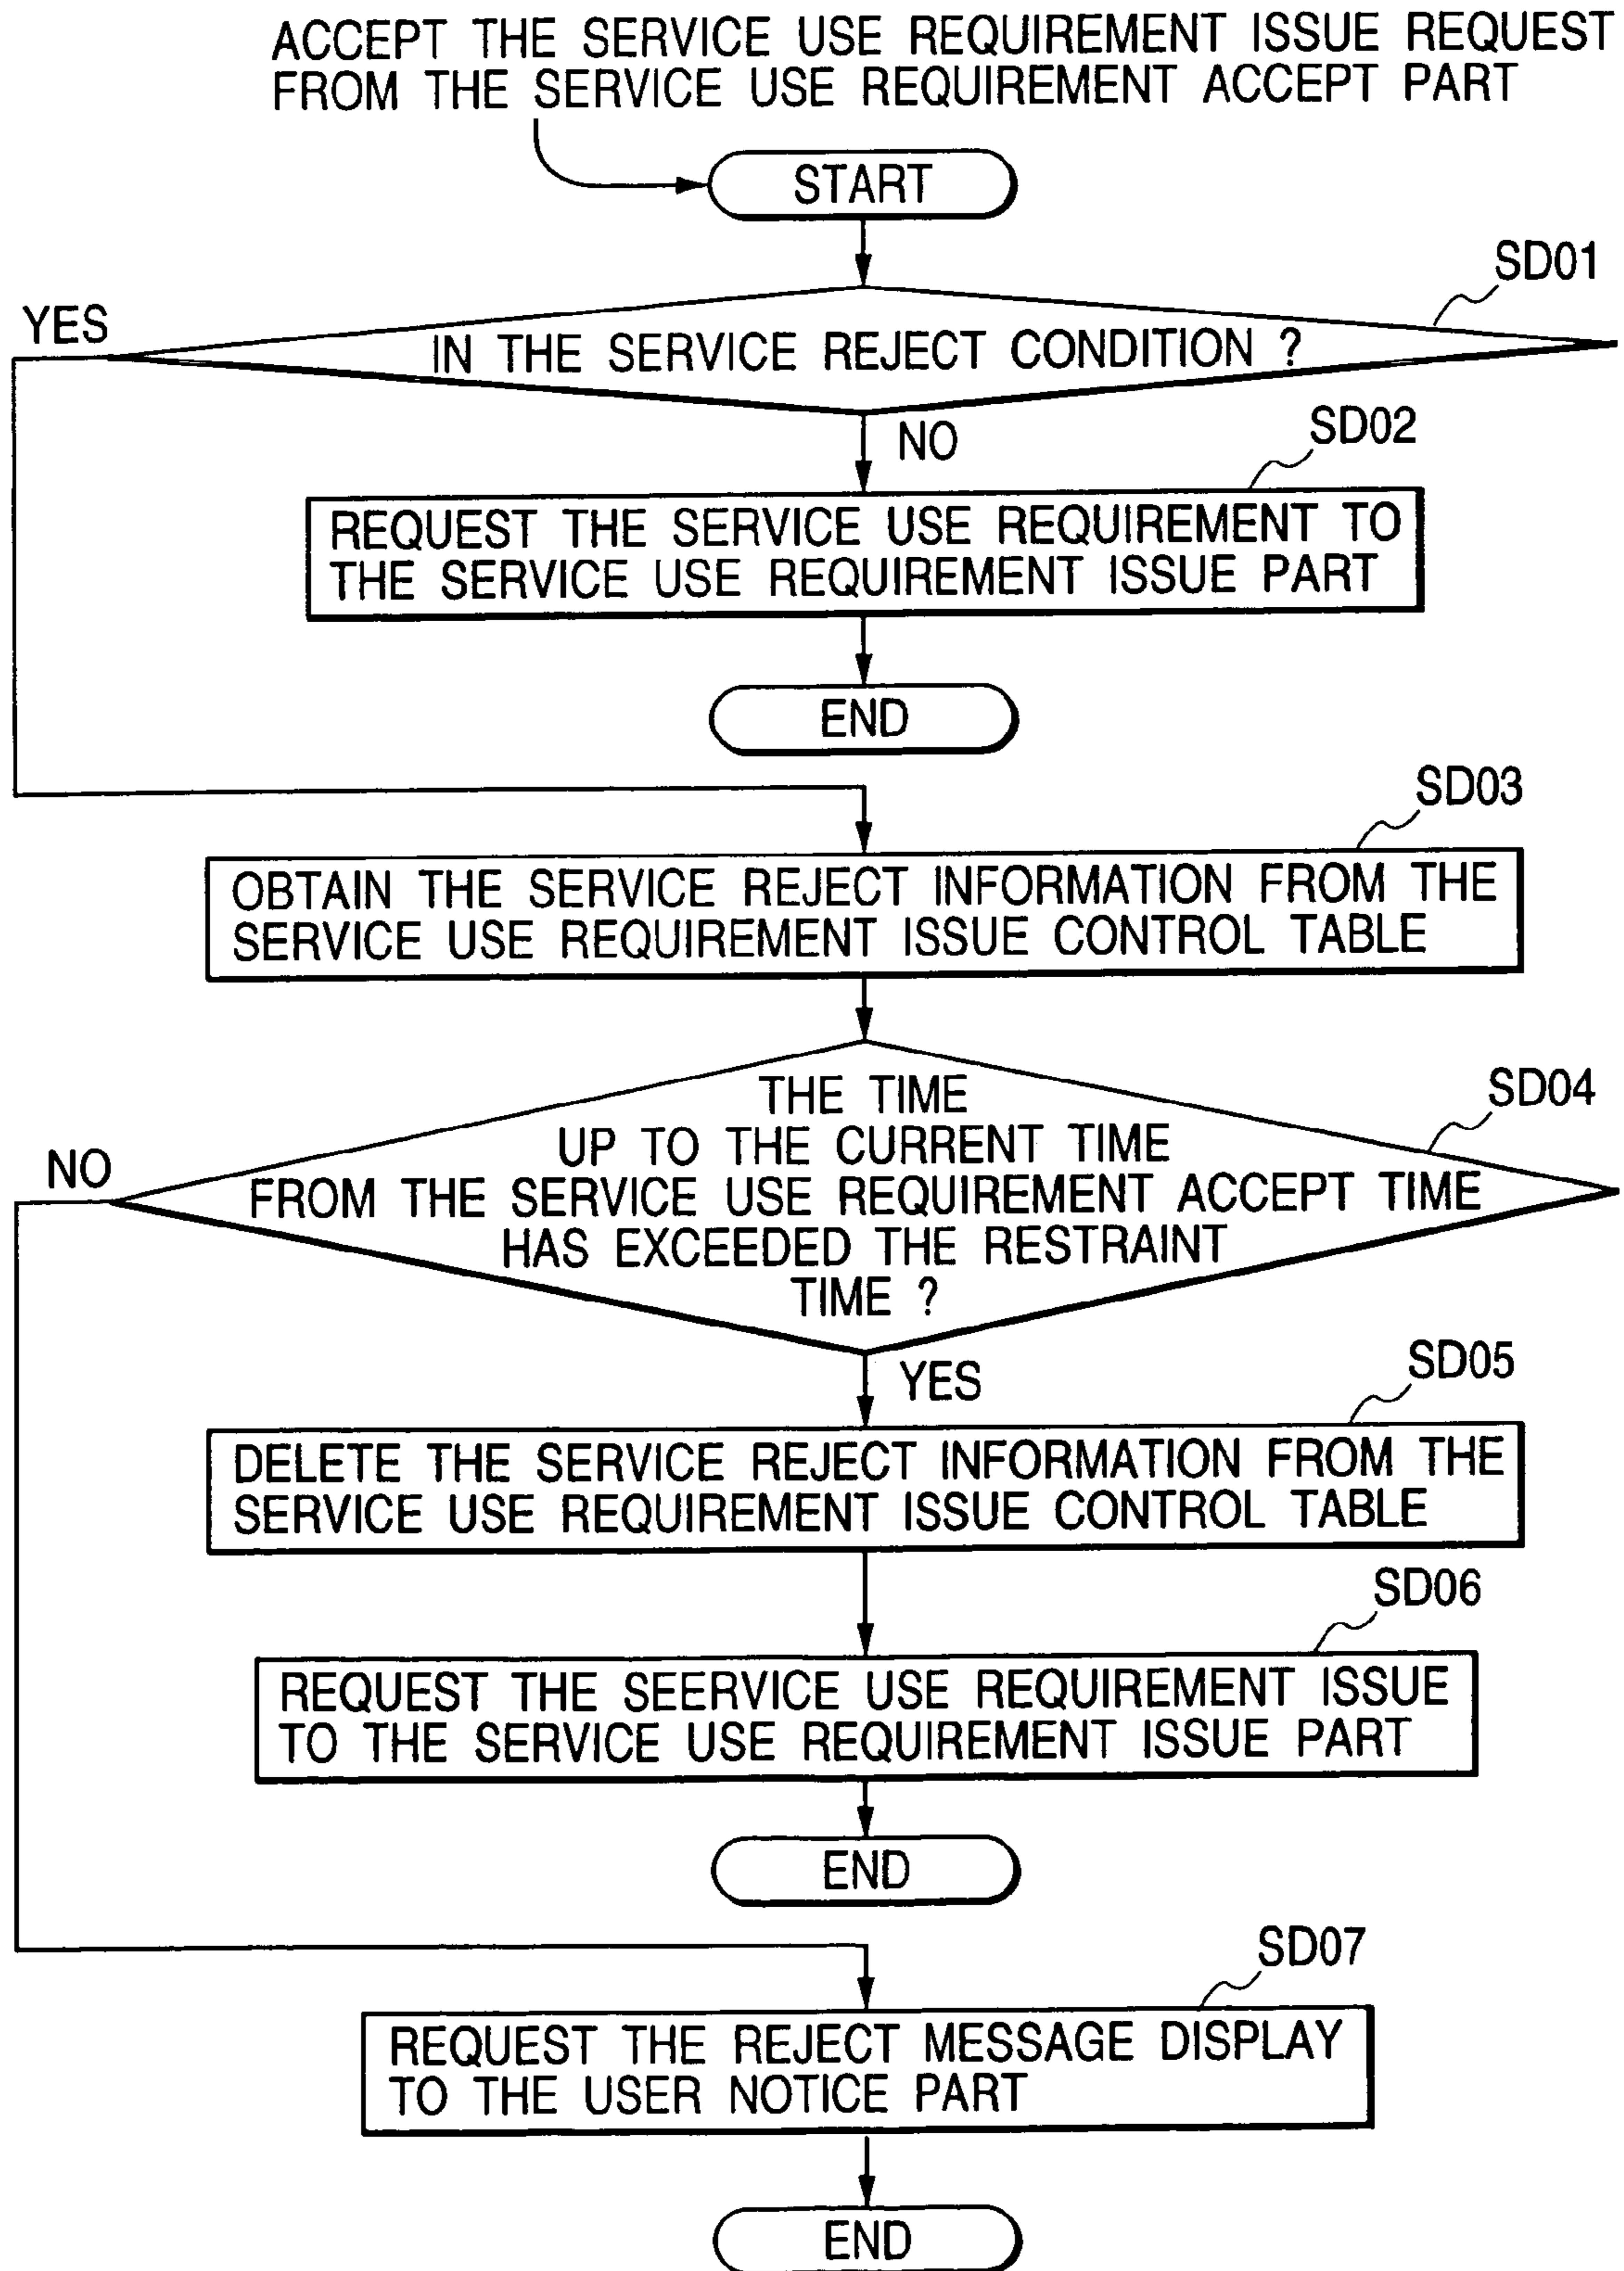 ACCEPT THE SERVICE USE REQUIREMENT ISSUE REQUEST
FROM THE SERVICE USE REQUIREMENT ACCEPT PART
START
SD01
YES
IN THE SERVICE REJECT CONDITION ?
NO
SD02
REQUEST THE SERVICE USE REQUIREMENT TO
THE SERVICE USE REQUIREMENT ISSUE PART
END
SD03
OBTAIN THE SERVICE REJECT INFORMATION FROM THE
SERVICE USE REQUIREMENT ISSUE CONTROL TABLE
SD04
THE TIME
UP TO THE CURRENT TIME
FROM THE SERVICE USE REQUIREMENT ACCEPT TIME
HAS EXCEEDED THE RESTRAINT
TIME ?
NO
YES
SD05
DELETE THE SERVICE REJECT INFORMATION FROM THE
SERVICE USE REQUIREMENT ISSUE CONTROL TABLE
SD06
REQUEST THE SEERVICE USE REQUIREMENT ISSUE
TO THE SERVICE USE REQUIREMENT ISSUE PART
END
SD07
REQUEST THE REJECT MESSAGE DISPLAY
TO THE USER NOTICE PART
END